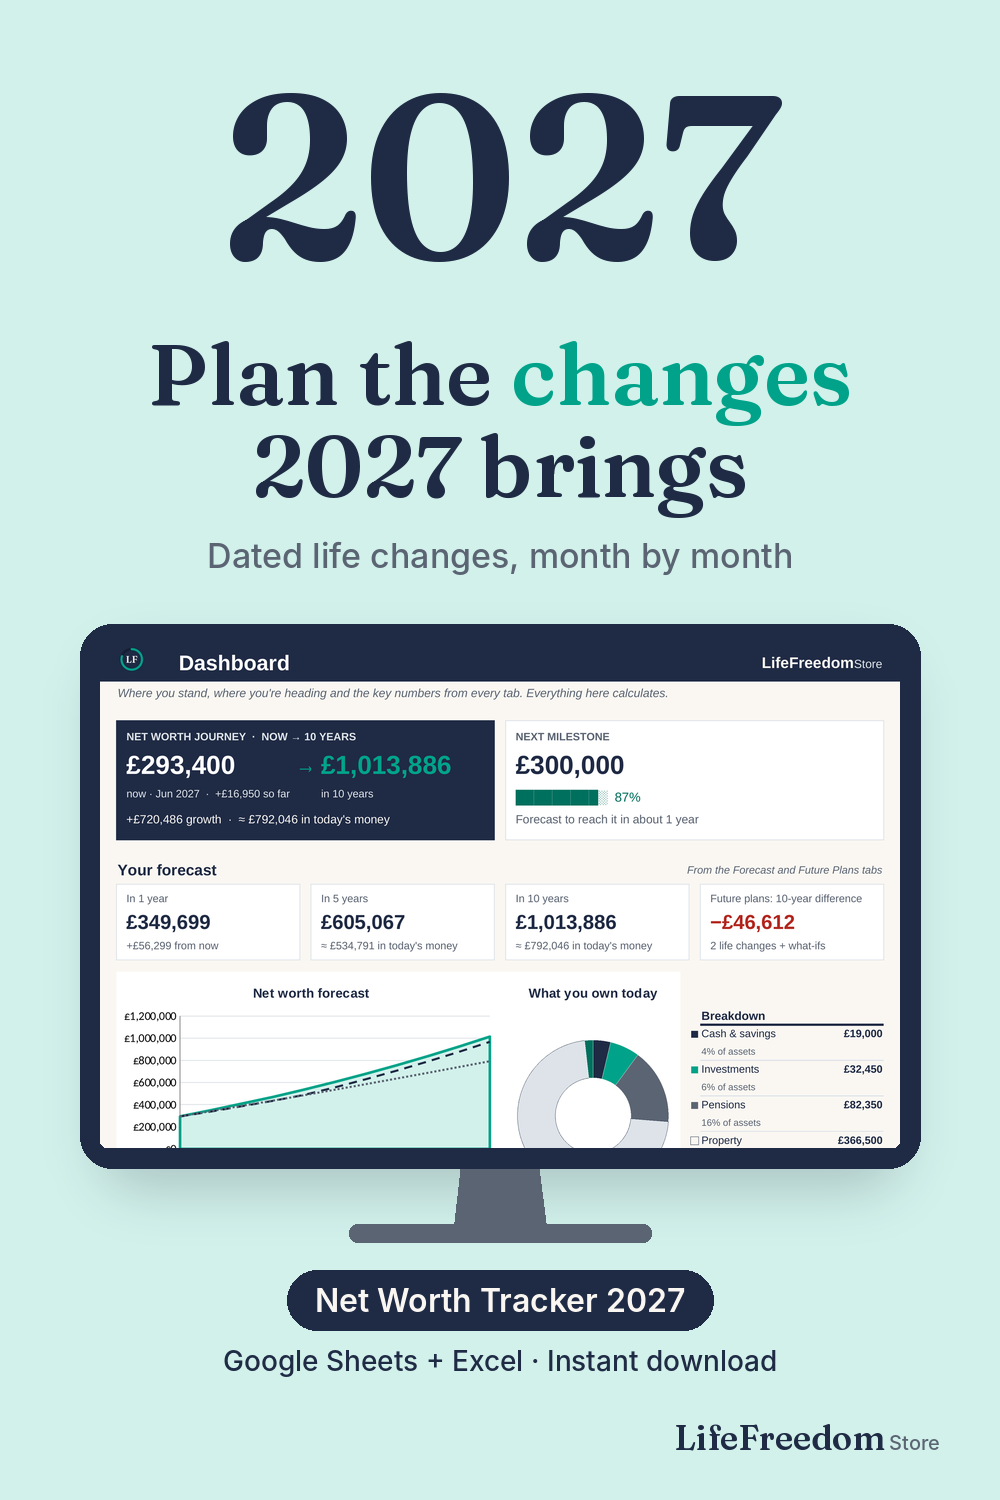 2027
Plan the changes
2027 brings
Dated life changes, month by month
LF
Dashboard
LifeFreedomStore
Where you stand, where you're heading and the key numbers from every tab. Everything here calculates.
NET WORTH JOURNEY · NOW → 10 YEARS
£293,400 → £1,013,886
now · Jun 2027 · +£16,950 so far in 10 years
+£720,486 growth · ≈ £792,046 in today's money
NEXT MILESTONE
£300,000
87%
Forecast to reach it in about 1 year
Your forecast
From the Forecast and Future Plans tabs
In 1 year
£349,699
+£56,299 from now
In 5 years
£605,067
≈ £534,791 in today's money
In 10 years
£1,013,886
≈ £792,046 in today's money
Future plans: 10-year difference
−£46,612
2 life changes + what-ifs
Net worth forecast
£1,200,000
£1,000,000
£800,000
£600,000
£400,000
£200,000
What you own today
Breakdown
Cash & savings £19,000
4% of assets
Investments £32,450
6% of assets
Pensions £82,350
16% of assets
Property £366,500
Net Worth Tracker 2027
Google Sheets + Excel · Instant download
LifeFreedom Store